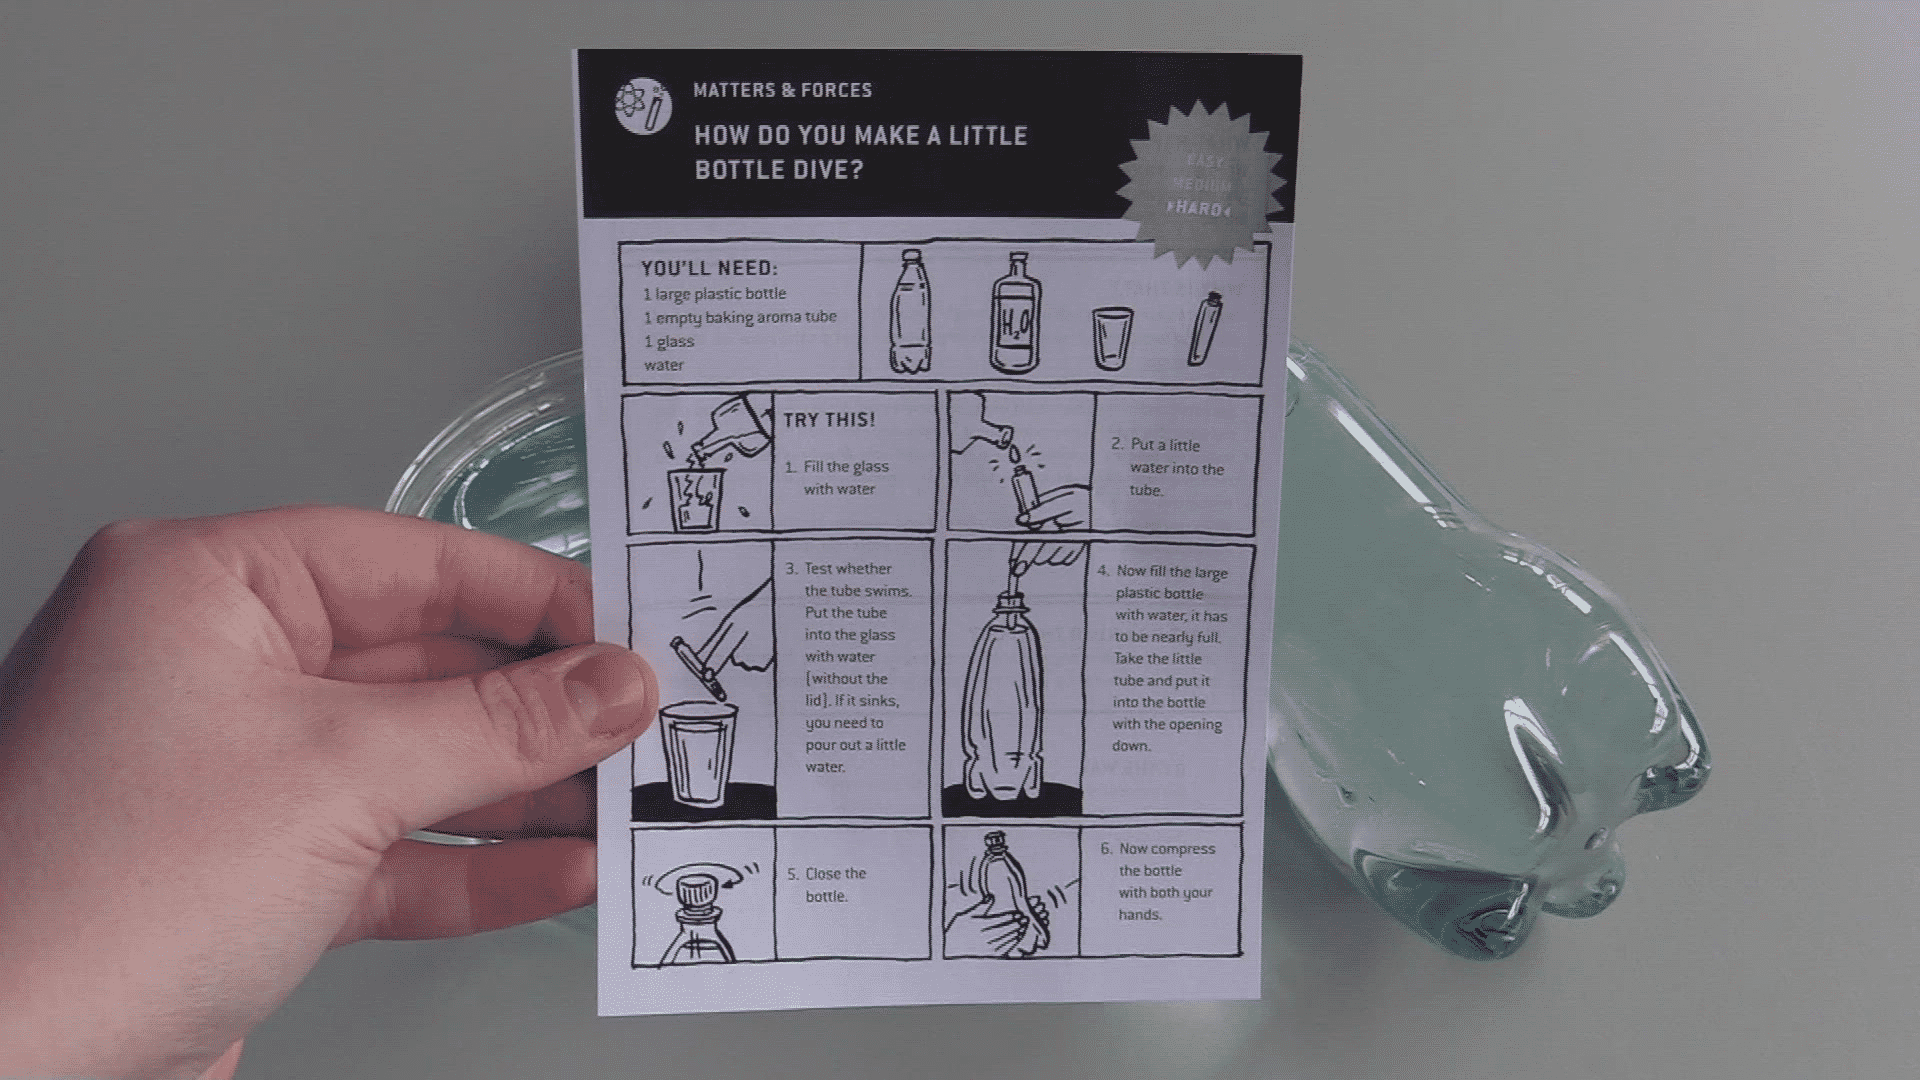 MATTERS & FORCES
HOW DO YOU MAKE A LITTLE
BOTTLE DIVE?
EASY
MEDIUM
▸HARD◂
YOU'LL NEED:
1 large plastic bottle
1 empty baking aroma tube
1 glass
water
H₂O
TRY THIS!
1. Fill the glass
with water
2. Put a little
water into the
tube.
3. Test whether
the tube swims.
Put the tube
into the glass
with water
(without the
lid). If it sinks,
you need to
pour out a little
water.
4. Now fill the large
plastic bottle
with water, it has
to be nearly full.
Take the little
tube and put it
into the bottle
with the opening
down.
5. Close the
bottle.
6. Now compress
the bottle
with both your
hands.